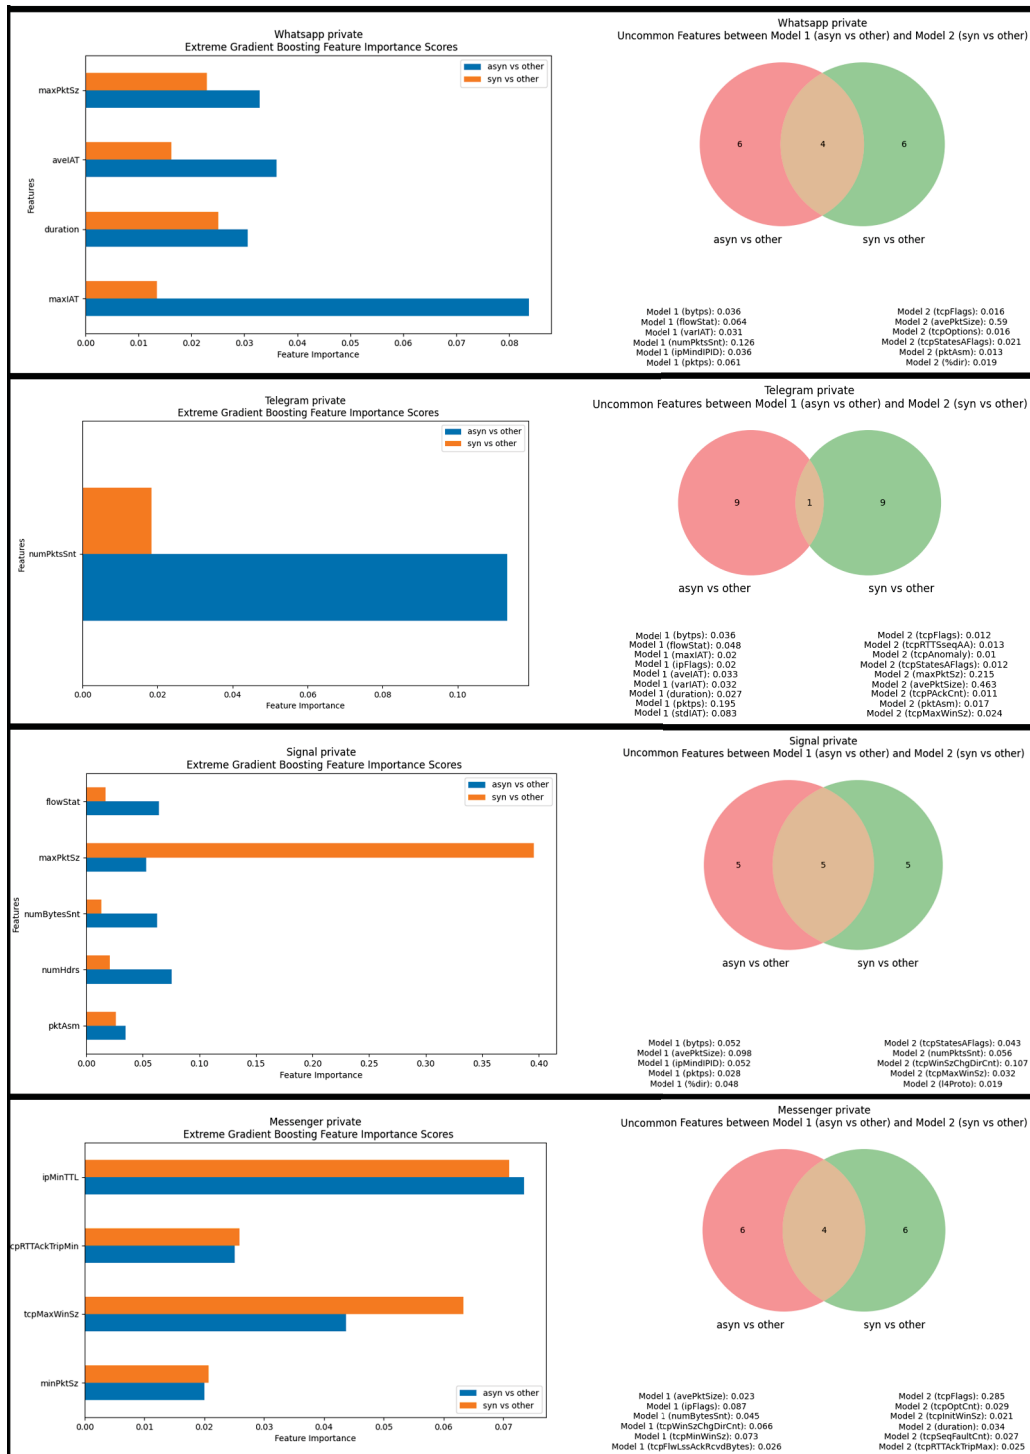 Whatsapp private
Extreme Gradient Boosting Feature Importance Scores
asyn vs other
syn vs other
maxPktSz
aveIAT
duration
maxIAT
Features
0.00 0.01 0.02 0.03 0.04 0.05 0.06 0.07 0.08
Feature Importance
Whatsapp private
Uncommon Features between Model 1 (asyn vs other) and Model 2 (syn vs other)
6 4 6
asyn vs other syn vs other
Model 1 (bytps): 0.036
Model 1 (flowStat): 0.064
Model 1 (varIAT): 0.031
Model 1 (numPktsSnt): 0.126
Model 1 (ipMindIPID): 0.036
Model 1 (pktps): 0.061
Model 2 (tcpFlags): 0.016
Model 2 (avePktSize): 0.59
Model 2 (tcpOptions): 0.016
Model 2 (tcpStatesAFlags): 0.021
Model 2 (pktAsm): 0.013
Model 2 (%dir): 0.019
Telegram private
Extreme Gradient Boosting Feature Importance Scores
asyn vs other
syn vs other
numPktsSnt
Features
0.00 0.02 0.04 0.06 0.08 0.10
Feature Importance
Telegram private
Uncommon Features between Model 1 (asyn vs other) and Model 2 (syn vs other)
9 1 9
asyn vs other syn vs other
Model 1 (bytps): 0.036
Model 1 (flowStat): 0.048
Model 1 (maxIAT): 0.02
Model 1 (ipFlags): 0.02
Model 1 (aveIAT): 0.033
Model 1 (varIAT): 0.032
Model 1 (duration): 0.027
Model 1 (pktps): 0.195
Model 1 (stdIAT): 0.083
Model 2 (tcpFlags): 0.012
Model 2 (tcpRTTSseqAA): 0.013
Model 2 (tcpAnomaly): 0.01
Model 2 (tcpStatesAFlags): 0.012
Model 2 (maxPktSz): 0.215
Model 2 (avePktSize): 0.463
Model 2 (tcpPAckCnt): 0.011
Model 2 (pktAsm): 0.017
Model 2 (tcpMaxWinSz): 0.024
Signal private
Extreme Gradient Boosting Feature Importance Scores
asyn vs other
syn vs other
flowStat
maxPktSz
numBytesSnt
numHdrs
pktAsm
Features
0.00 0.05 0.10 0.15 0.20 0.25 0.30 0.35 0.40
Feature Importance
Signal private
Uncommon Features between Model 1 (asyn vs other) and Model 2 (syn vs other)
5 5 5
asyn vs other syn vs other
Model 1 (bytps): 0.052
Model 1 (avePktSize): 0.098
Model 1 (ipMindIPID): 0.052
Model 1 (pktps): 0.028
Model 1 (%dir): 0.048
Model 2 (tcpStatesAFlags): 0.043
Model 2 (numPktsSnt): 0.056
Model 2 (tcpWinSzChgDirCnt): 0.107
Model 2 (tcpMaxWinSz): 0.032
Model 2 (l4Proto): 0.019
Messenger private
Extreme Gradient Boosting Feature Importance Scores
ipMinTTL
cpRTTAckTripMin
tcpMaxWinSz
minPktSz
asyn vs other
syn vs other
0.00 0.01 0.02 0.03 0.04 0.05 0.06 0.07
Messenger private
Uncommon Features between Model 1 (asyn vs other) and Model 2 (syn vs other)
6 4 6
asyn vs other syn vs other
Model 1 (avePktSize): 0.023
Model 1 (ipFlags): 0.087
Model 1 (numBytesSnt): 0.045
Model 1 (tcpWinSzChgDirCnt): 0.066
Model 1 (tcpMinWinSz): 0.073
Model 1 (tcpFlwLssAckRcvdBytes): 0.026
Model 2 (tcpFlags): 0.285
Model 2 (tcpOptCnt): 0.029
Model 2 (tcpInitWinSz): 0.021
Model 2 (duration): 0.034
Model 2 (tcpSeqFaultCnt): 0.027
Model 2 (tcpRTTAckTripMax): 0.025